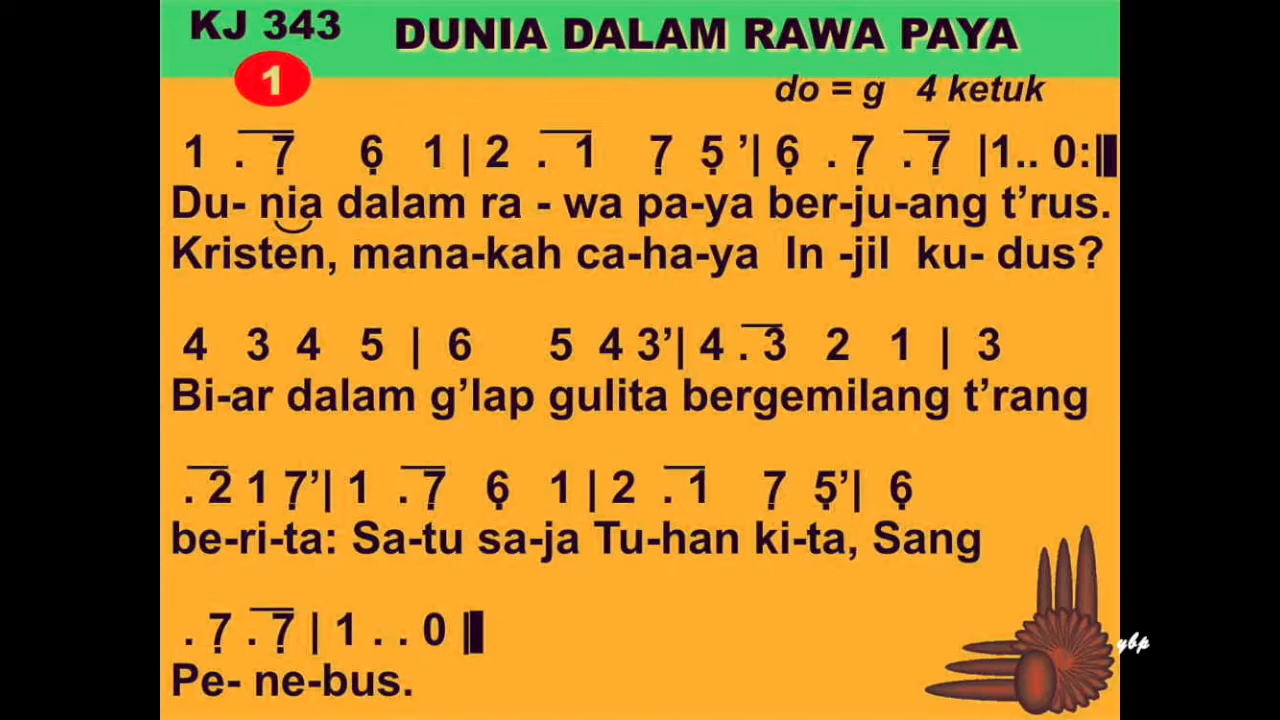 KJ 343
DUNIA DALAM RAWA PAYA
1
do = g 4 ketuk
1 . 7̣ 6̣ 1 | 2 . 1 7̣ 5̣ ’| 6̣ . 7̣ . 7̣ |1.. 0:||
Du- nia dalam ra - wa pa-ya ber-ju-ang t’rus.
Kristen, mana-kah ca-ha-ya In -jil ku- dus?
4 3 4 5 | 6 5 4 3’| 4 . 3 2 1 | 3
Bi-ar dalam g’lap gulita bergemilang t’rang
. 2 1 7̣’| 1 . 7̣ 6̣ 1 | 2 . 1 7̣ 5̣’| 6̣
be-ri-ta: Sa-tu sa-ja Tu-han ki-ta, Sang
. 7̣ . 7̣ | 1 . . 0 ||
Pe- ne-bus.
ybp